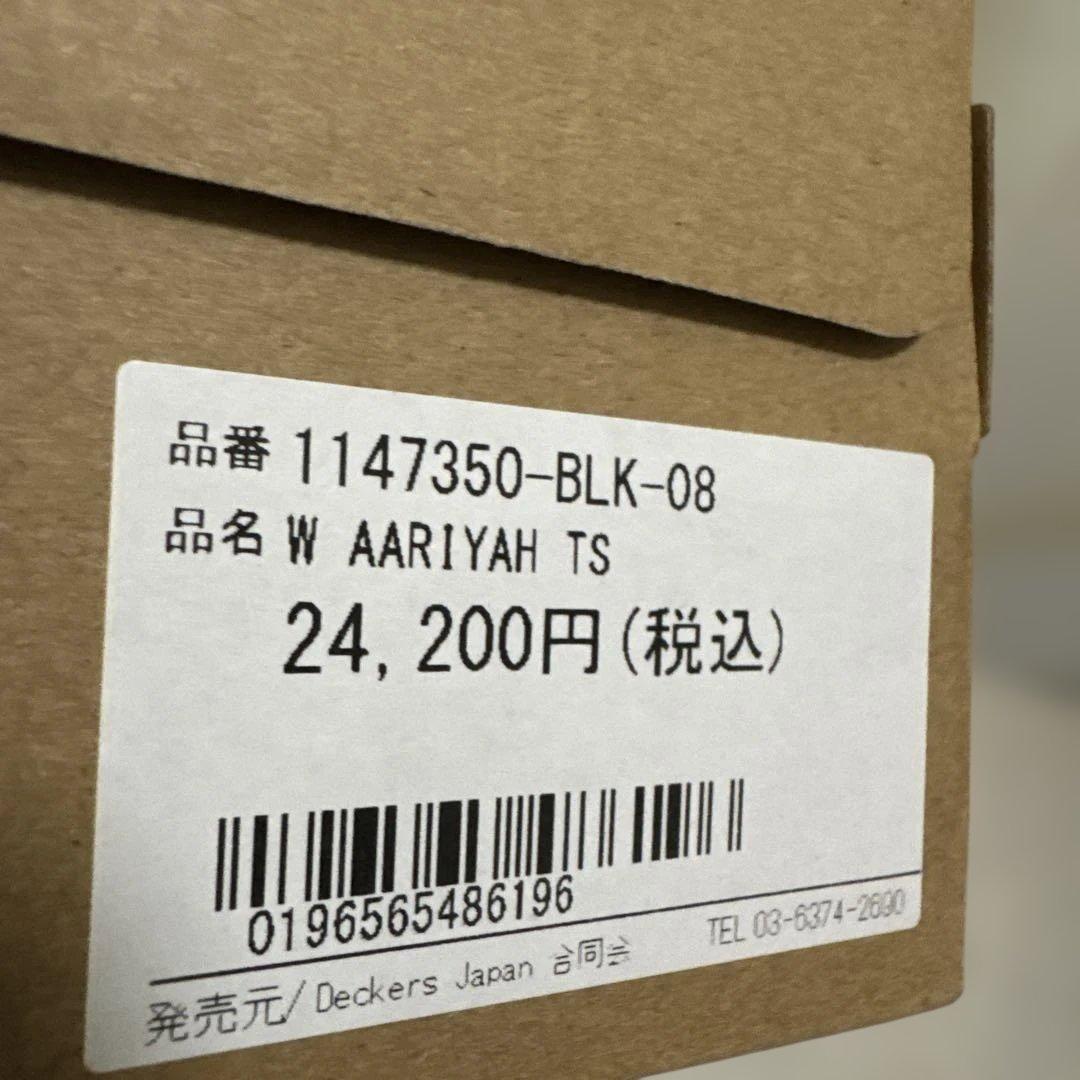 品番 1147350-BLK-08
品名 W AARIYAH TS
24,200円(税込)
0196565486196
発売元/Deckers Japan 合同会
TEL 03-6374-2690